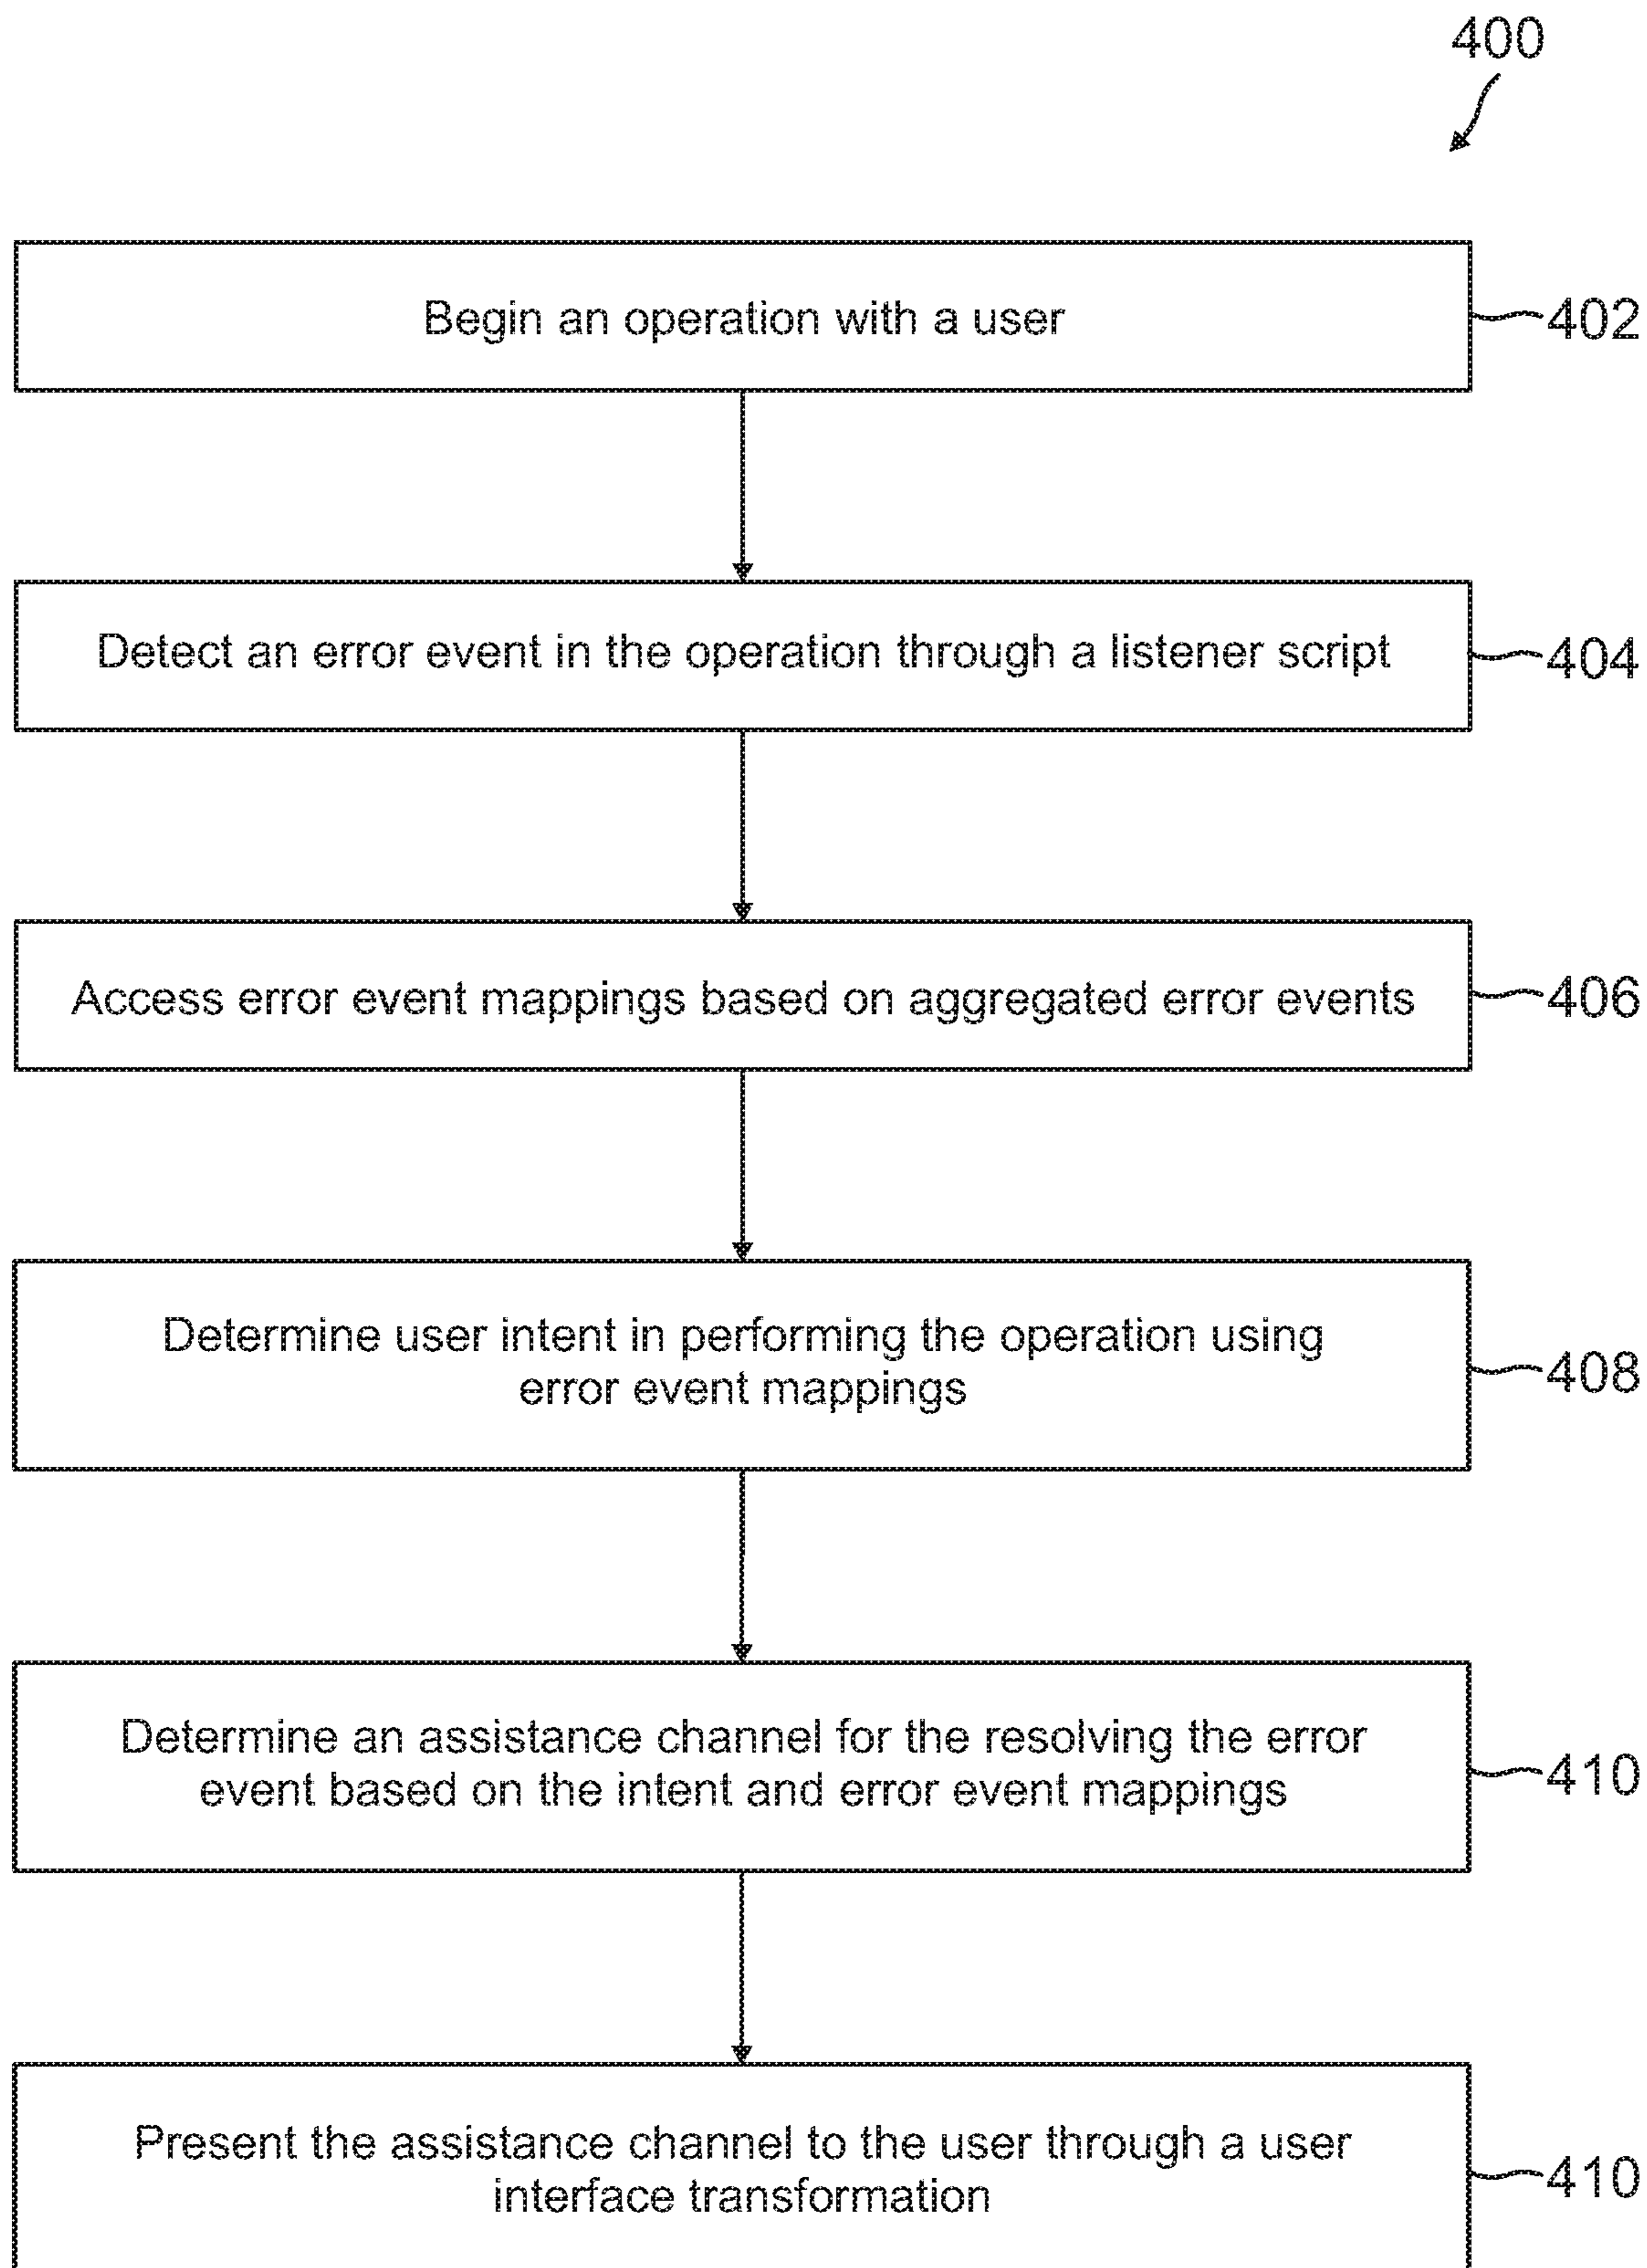 400
Begin an operation with a user
402
Detect an error event in the operation through a listener script
404
Access error event mappings based on aggregated error events
406
Determine user intent in performing the operation using
error event mappings
408
Determine an assistance channel for the resolving the error
event based on the intent and error event mappings
410
Present the assistance channel to the user through a user
interface transformation
410